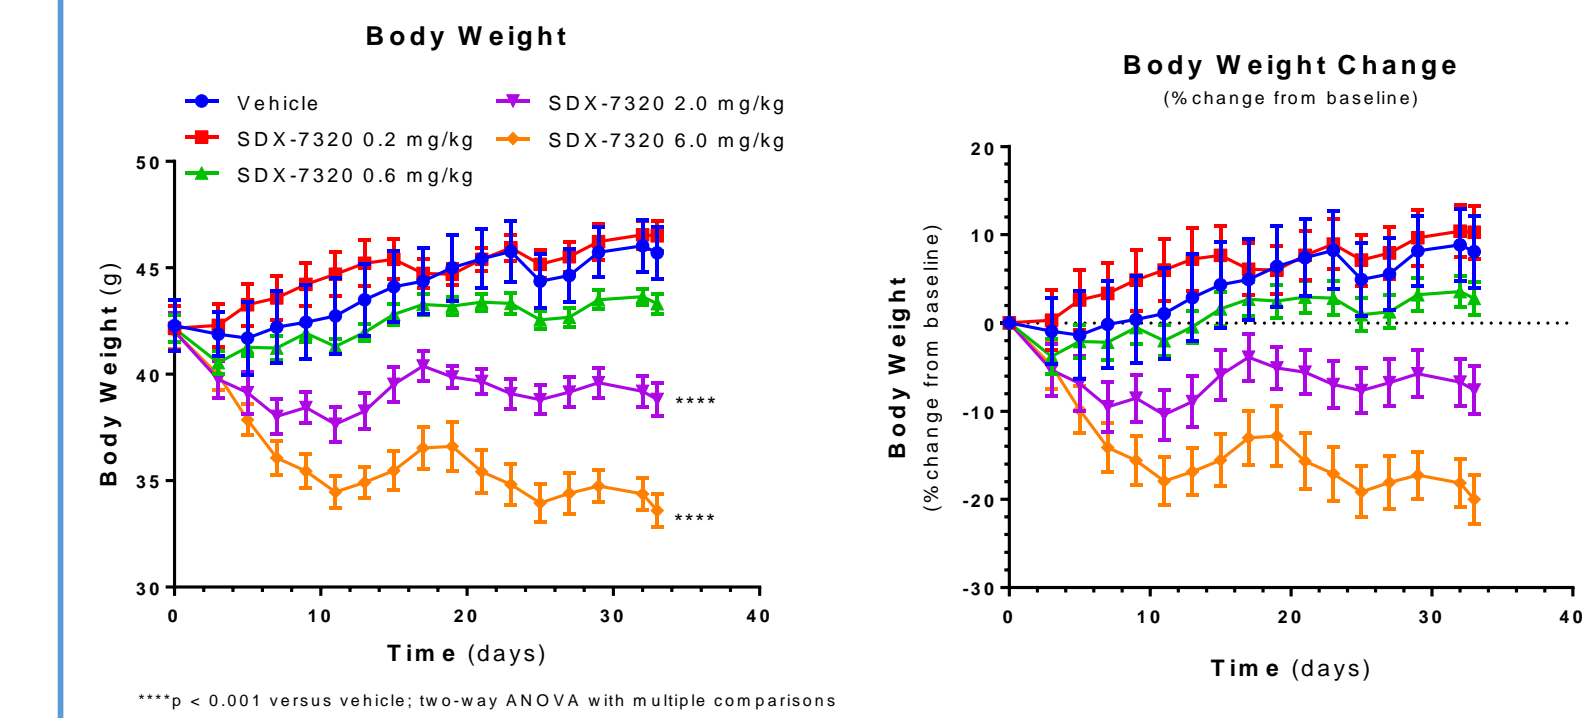 Body Weight
Vehicle
SDX-7320 0.2 mg/kg
SDX-7320 0.6 mg/kg
SDX-7320 2.0 mg/kg
SDX-7320 6.0 mg/kg
50
45
40
35
30
Body Weight (g)
****
****
0
10
20
30
40
Time (days)
****p < 0.001 versus vehicle; two-way ANOVA with multiple comparisons
Body Weight Change
(% change from baseline)
20
10
0
-10
-20
-30
Body Weight
(% change from baseline)
0
10
20
30
40
Time (days)